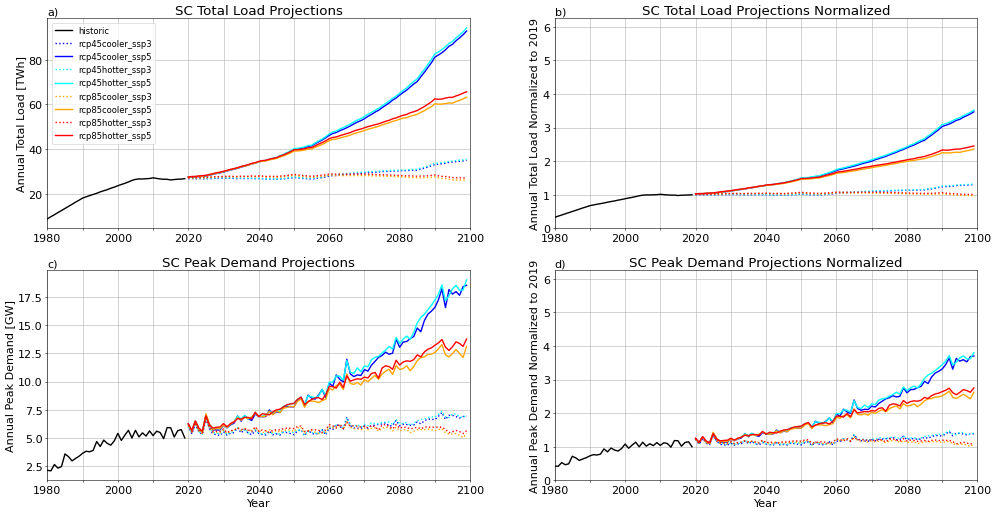 a)
SC Total Load Projections
Annual Total Load [TWh]
80
60
40
20
historic
rcp45cooler_ssp3
rcp45cooler_ssp5
rcp45hotter_ssp3
rcp45hotter_ssp5
rcp85cooler_ssp3
rcp85cooler_ssp5
rcp85hotter_ssp3
rcp85hotter_ssp5
1980 2000 2020 2040 2060 2080 2100
b)
SC Total Load Projections Normalized
Annual Total Load Normalized to 2019
6
5
4
3
2
1
0
1980 2000 2020 2040 2060 2080 2100
c)
SC Peak Demand Projections
Annual Peak Demand [GW]
17.5
15.0
12.5
10.0
7.5
5.0
2.5
1980 2000 2020 2040 2060 2080 2100
Year
d)
SC Peak Demand Projections Normalized
Annual Peak Demand Normalized to 2019
6
5
4
3
2
1
0
1980 2000 2020 2040 2060 2080 2100
Year